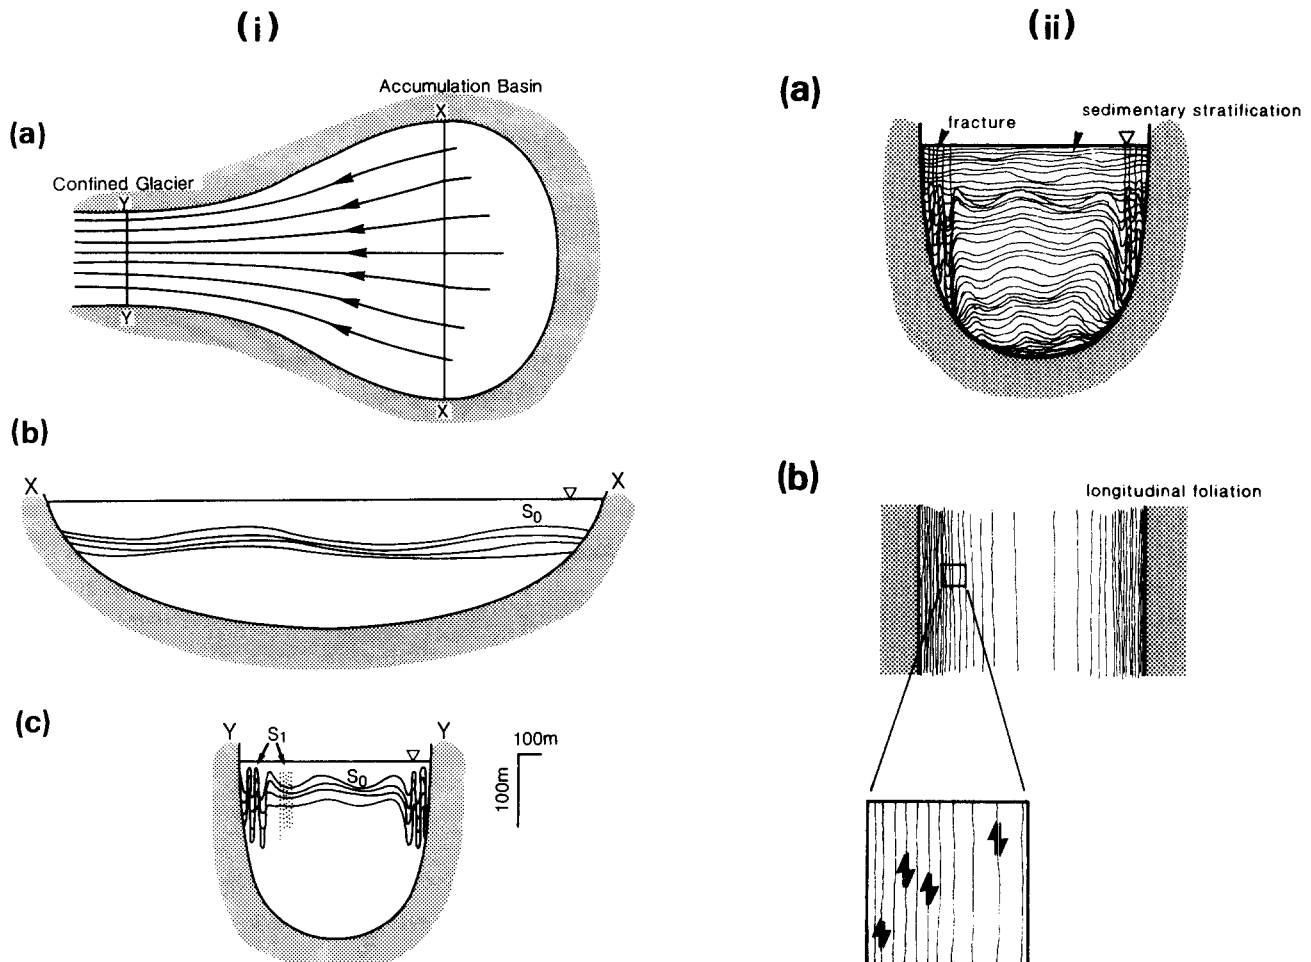 (i)
(a)
Accumulation Basin
X
Confined Glacier
Y
Y
X
(b)
X
X
S0
(c)
Y
S1
Y
S0
100m
100m
(ii)
(a)
fracture
sedimentary stratification
(b)
longitudinal foliation